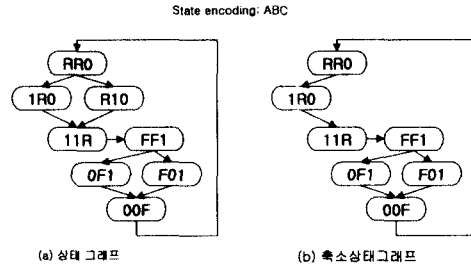 State encoding: ABC
RR0
1R0 R10
11R FF1
0F1 F01
00F
(a) 상태 그래프
RR0
1R0
11R FF1
0F1 F01
00F
(b) 축소상태그래프